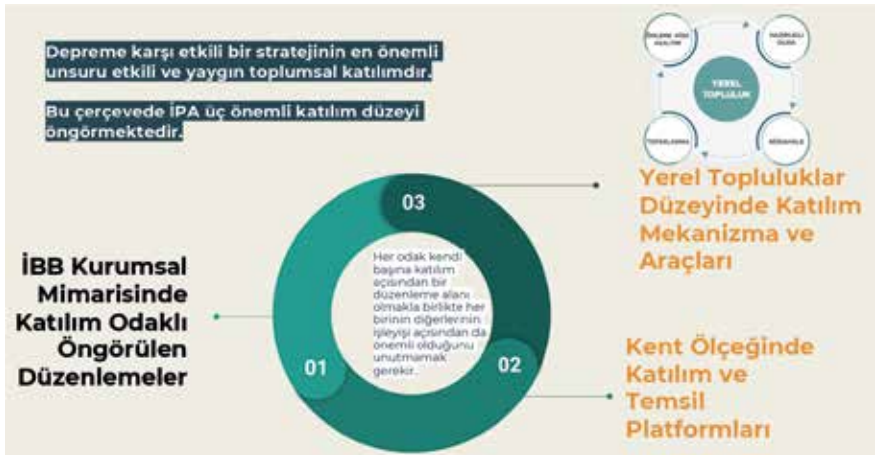 Depreme karşı etkili bir stratejinin en önemli
unsuru etkili ve yaygın toplumsal katılımdır.
Bu çerçevede İPA üç önemli katılım düzeyi
öngörmektedir.
YEREL
TOPLULUK
03
Yerel Topluluklar
Düzeyinde Katılım
Mekanizma ve
Araçları
Her odak kendi
başına katılım
açısından bir
düzenleme alanı
olmakla birlikte her
birinin diğerlerinin
işleyişi açısından da
önemli olduğunu
unutmamak
gerekir.
İBB Kurumsal
Mimarisinde
Katılım Odaklı
Öngörülen
Düzenlemeler
01
02
Kent Ölçeğinde
Katılım ve
Temsil
Platformları